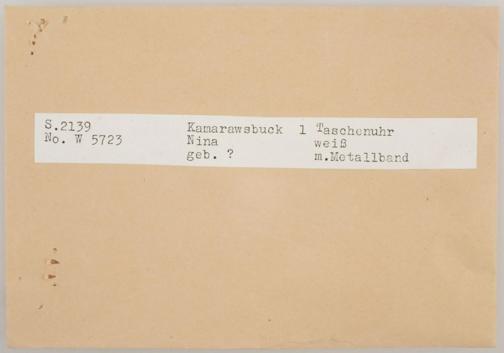 S.2139 Kamarawsbuck 1 Taschenuhr
No. W 5723 Nina weiß
geb. ? m.Metallband